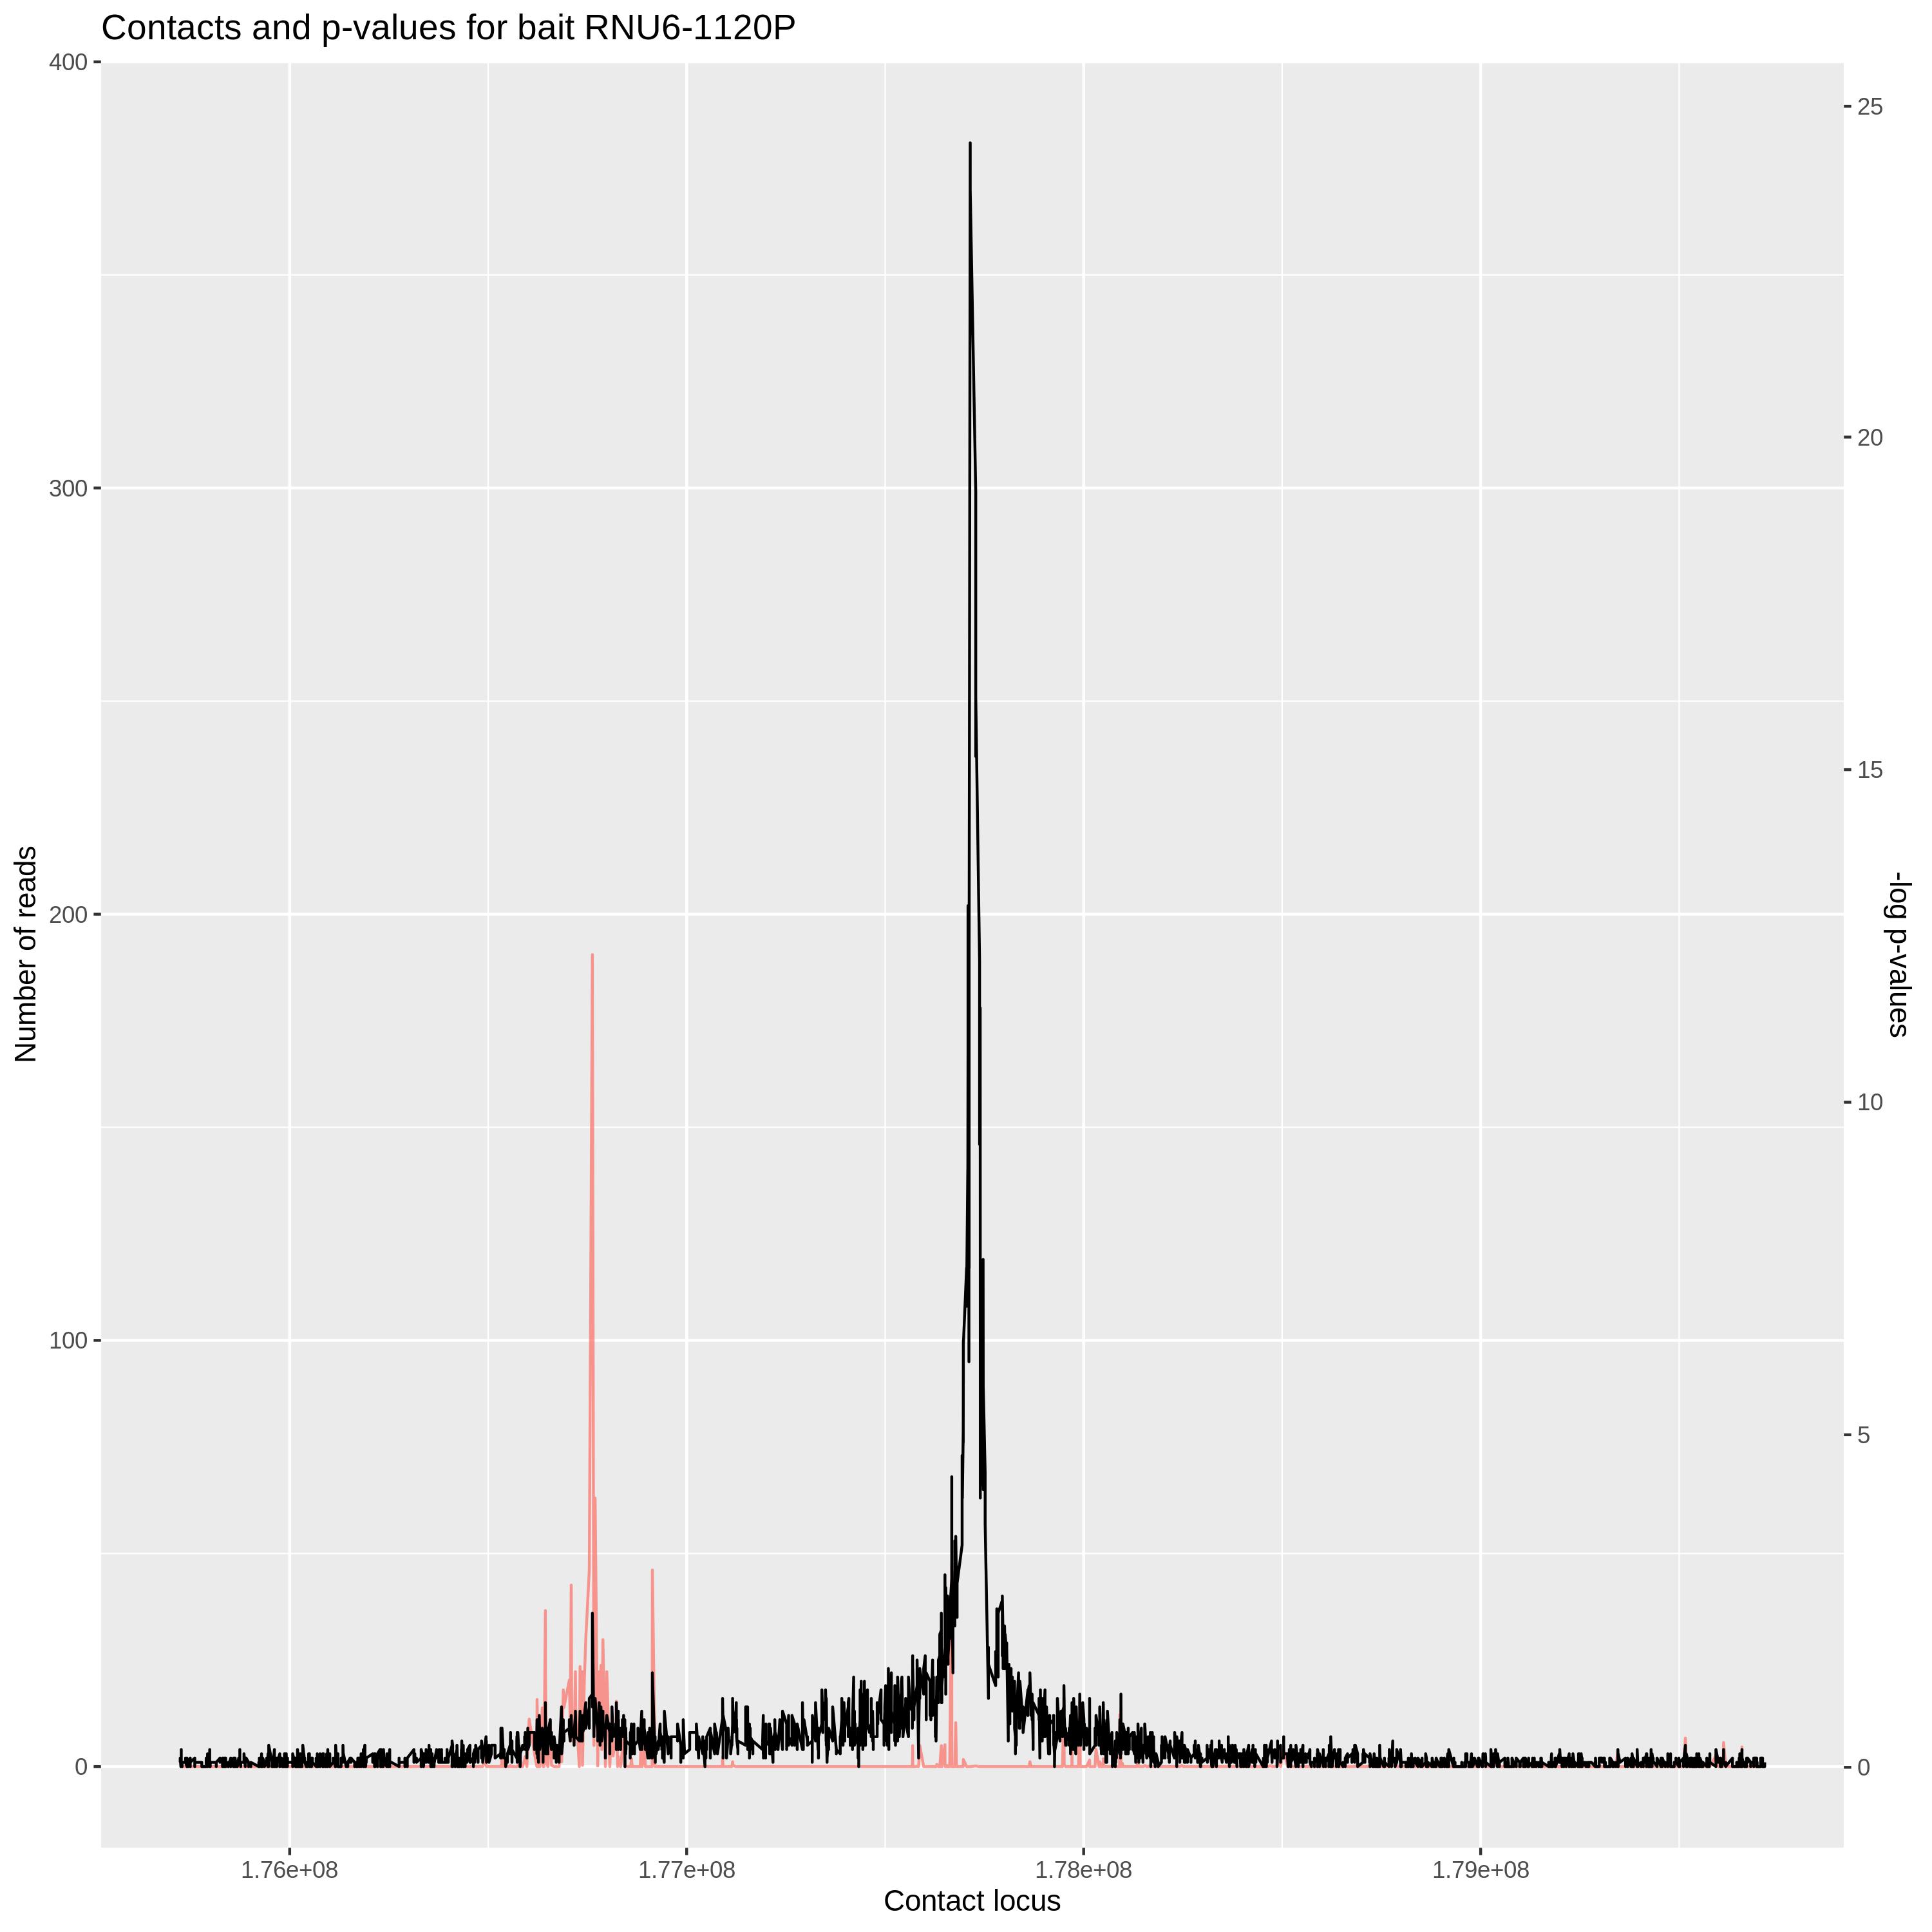 Contacts and p-values for bait RNU6-1120P
400
300
200
100
0
Number of reads
25
20
15
10
5
0
-log p-values
1.76e+08
1.77e+08
1.78e+08
1.79e+08
Contact locus